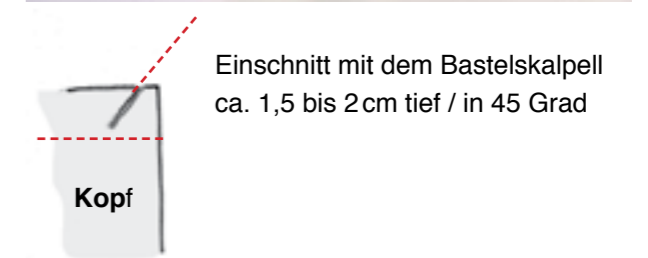 Einschnitt mit dem Bastelskalpell
ca. 1,5 bis 2 cm tief / in 45 Grad
Kopf